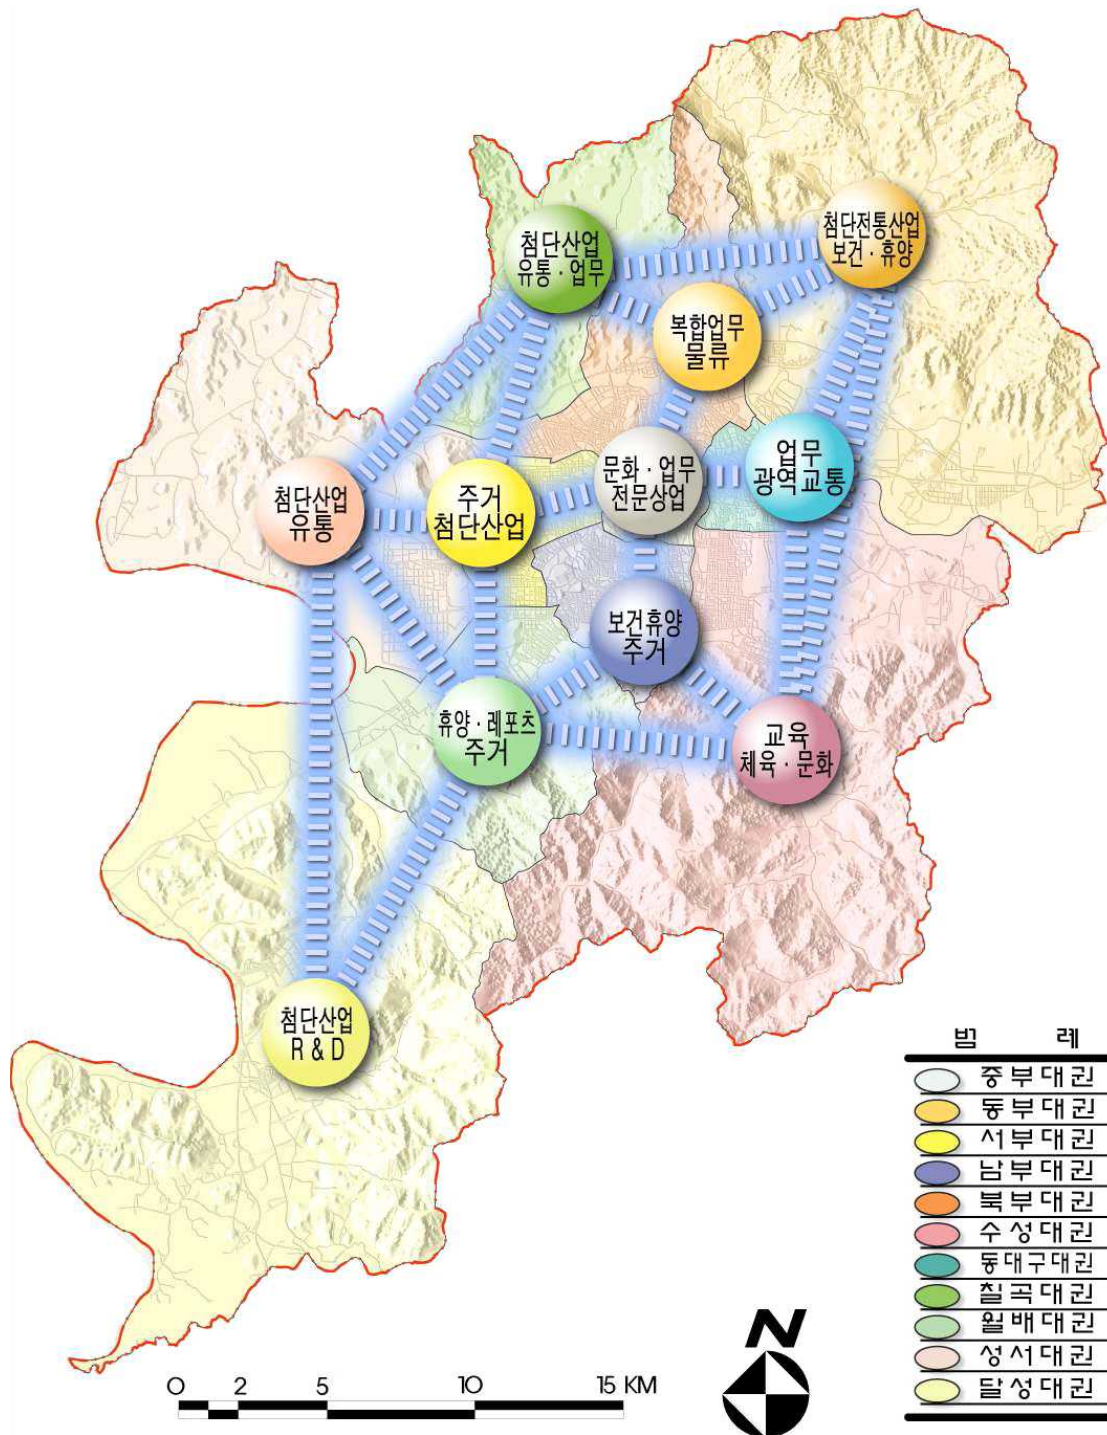 첨단산업
유통·업무
첨단전통산업
보건·휴양
복합업무
물류
문화·업무
전문상업
업무
광역교통
첨단산업
유통
주거
첨단산업
보건휴양
주거
휴양·레포츠
주거
교육
체육·문화
첨단산업
R & D
범 례
중부대권
동부대권
서부대권
남부대권
북부대권
수성대권
동대구대권
칠곡대권
월배대권
성서대권
달성대권
0 2 5 10 15 KM
N